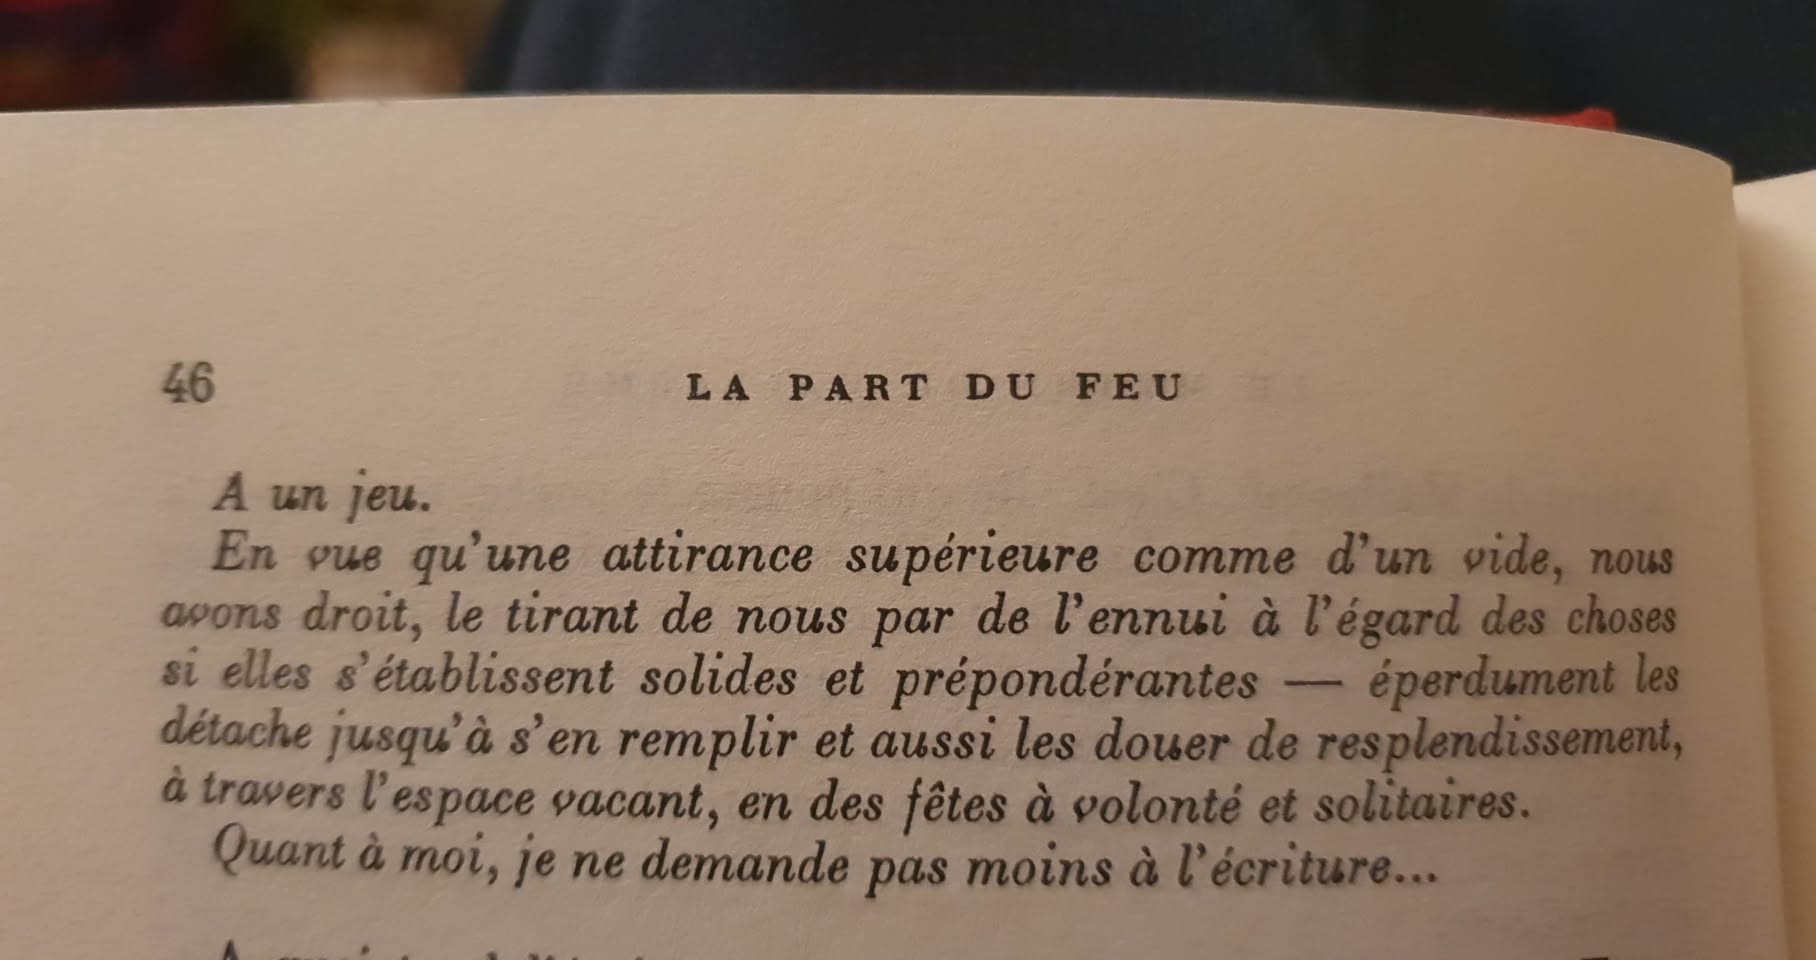 46 LA PART DU FEU
A un jeu.
En vue qu'une attirance supérieure comme d'un vide, nous
avons droit, le tirant de nous par de l'ennui à l'égard des choses
si elles s'établissent solides et prépondérantes — éperdument les
détache jusqu'à s'en remplir et aussi les douer de resplendissement,
à travers l'espace vacant, en des fêtes à volonté et solitaires.
Quant à moi, je ne demande pas moins à l'écriture...